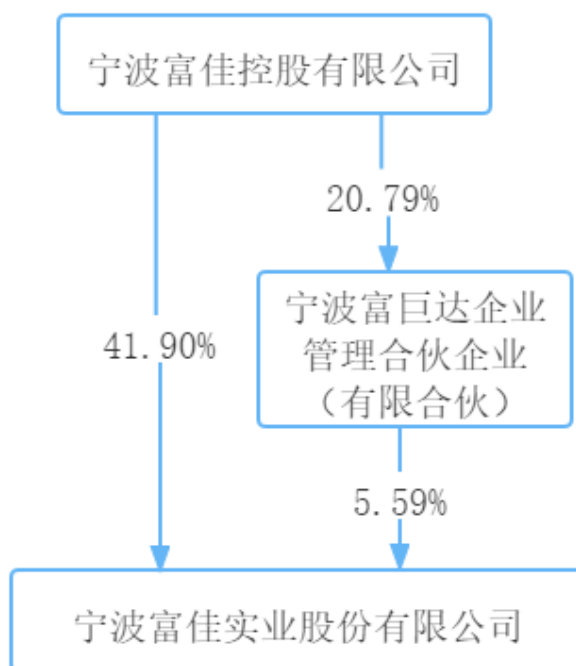 宁波富佳控股有限公司
20.79%
宁波富巨达企业
管理合伙企业
（有限合伙）
41.90%
5.59%
宁波富佳实业股份有限公司